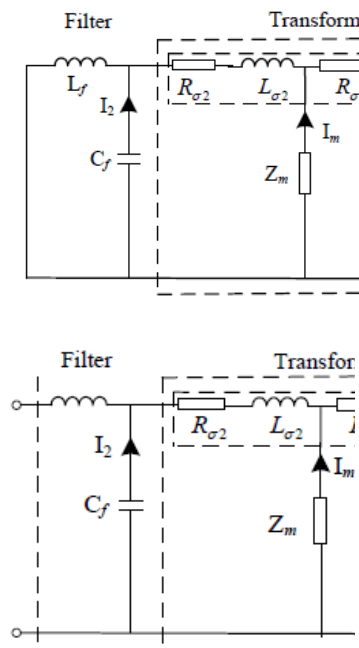 Filter Transform
L_f R_σ2 L_σ2 R_σ
I_2 I_m
C_f Z_m
Filter Transfor
R_σ2 L_σ2
I_2 I_m
C_f Z_m